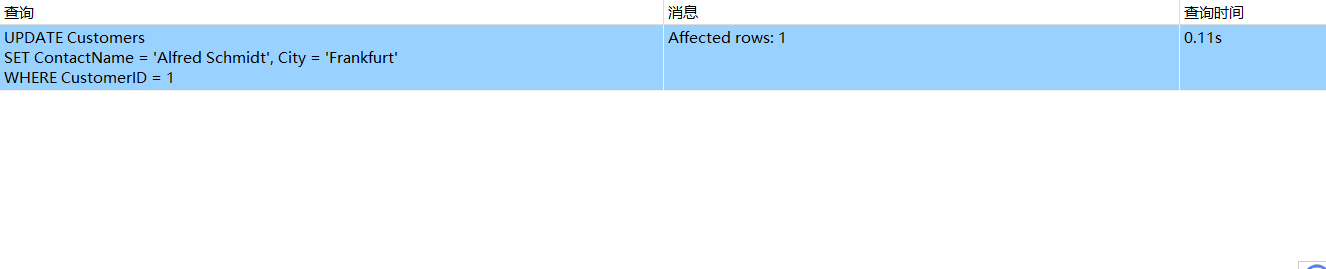 查询 消息 查询时间
UPDATE Customers Affected rows: 1 0.11s
SET ContactName = 'Alfred Schmidt', City = 'Frankfurt'
WHERE CustomerID = 1